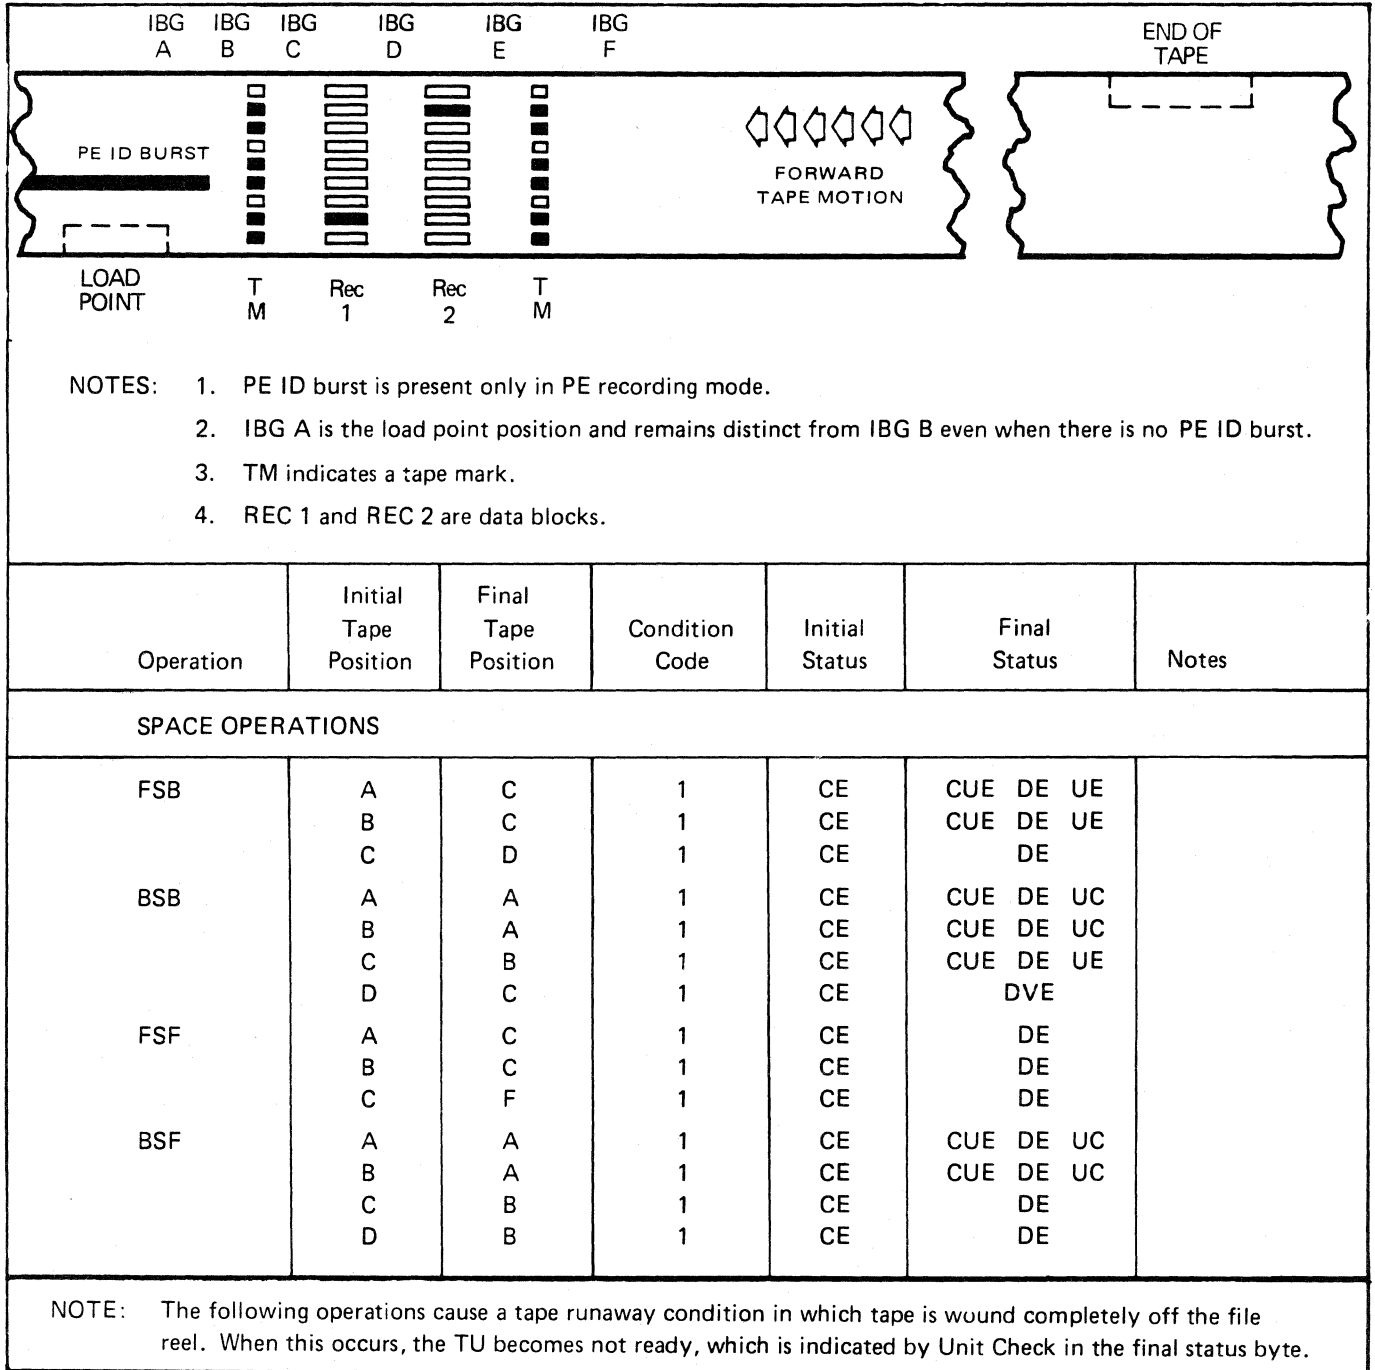 IBG IBG IBG IBG IBG IBG
A B C D E F
END OF
TAPE
PE ID BURST
FORWARD
TAPE MOTION
LOAD
POINT
T
M
Rec
1
Rec
2
T
M
NOTES: 1. PE ID burst is present only in PE recording mode.
2. IBG A is the load point position and remains distinct from IBG B even when there is no PE ID burst.
3. TM indicates a tape mark.
4. REC 1 and REC 2 are data blocks.
Operation
Initial
Tape
Position
Final
Tape
Position
Condition
Code
Initial
Status
Final
Status
Notes
SPACE OPERATIONS
FSB A C 1 CE CUE DE UE
B C 1 CE CUE DE UE
C D 1 CE DE
BSB A A 1 CE CUE DE UC
B A 1 CE CUE DE UC
C B 1 CE CUE DE UE
D C 1 CE DVE
FSF A C 1 CE DE
B C 1 CE DE
C F 1 CE DE
BSF A A 1 CE CUE DE UC
B A 1 CE CUE DE UC
C B 1 CE DE
D B 1 CE DE
NOTE: The following operations cause a tape runaway condition in which tape is wound completely off the file
reel. When this occurs, the TU becomes not ready, which is indicated by Unit Check in the final status byte.